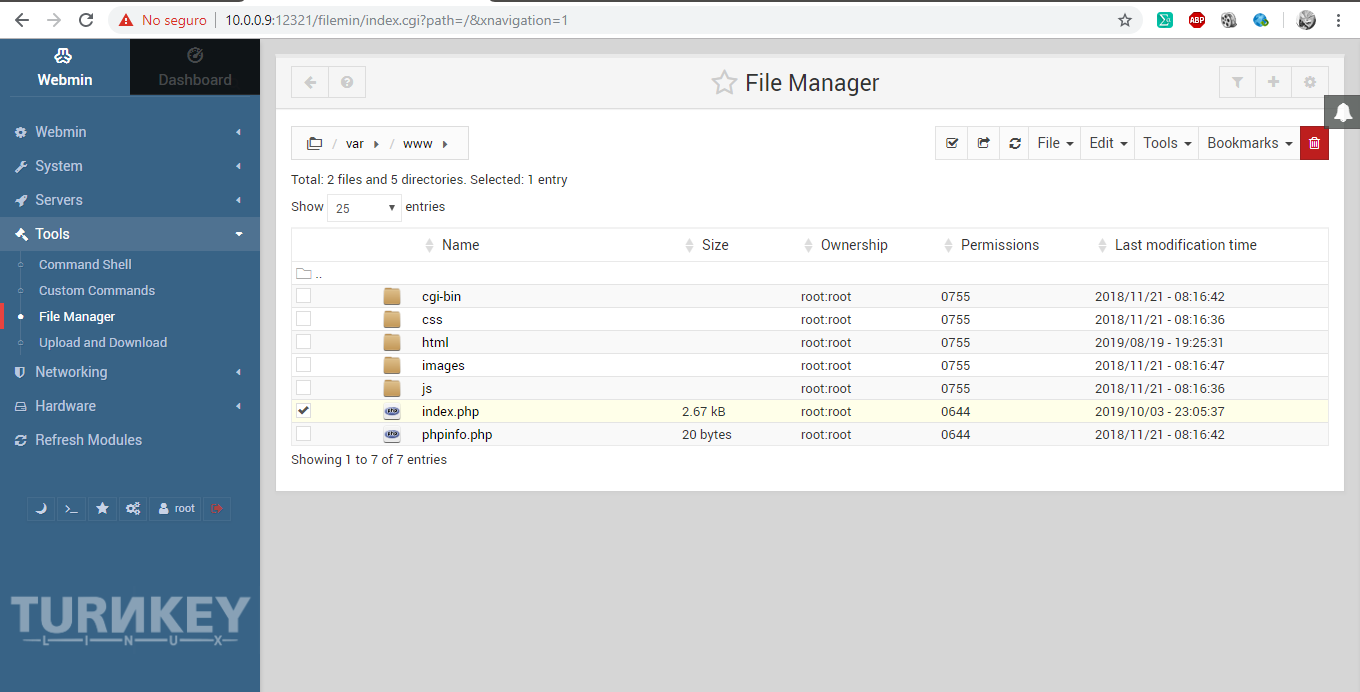 No seguro | 10.0.0.9:12321/filemin/index.cgi?path=/&xnavigation=1
ABP
Webmin
Dashboard
Webmin
System
Servers
Tools
Command Shell
Custom Commands
File Manager
Upload and Download
Networking
Hardware
Refresh Modules
root
TURNKEY
LINUX
File Manager
/ var / www
File Edit Tools Bookmarks
Total: 2 files and 5 directories. Selected: 1 entry
Show 25 entries
Name Size Ownership Permissions Last modification time
..
cgi-bin root:root 0755 2018/11/21 - 08:16:42
css root:root 0755 2018/11/21 - 08:16:36
html root:root 0755 2019/08/19 - 19:25:31
images root:root 0755 2018/11/21 - 08:16:47
js root:root 0755 2018/11/21 - 08:16:36
index.php 2.67 kB root:root 0644 2019/10/03 - 23:05:37
phpinfo.php 20 bytes root:root 0644 2018/11/21 - 08:16:42
Showing 1 to 7 of 7 entries